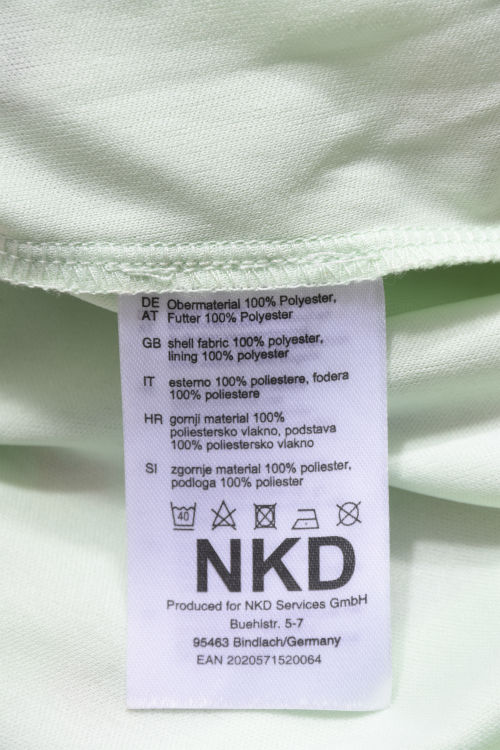 DE Obermaterial 100% Polyester,
AT Futter 100% Polyester
GB shell fabric 100% polyester,
lining 100% polyester
IT esterno 100% poliestere, fodera
100% poliestere
HR gornji material 100%
poliestersko vlakno, podstava
100% poliestersko vlakno
SI zgornje material 100% poliester,
podloga 100% poliester
40
NKD
Produced for NKD Services GmbH
Buehlstr. 5-7
95463 Bindlach/Germany
EAN 2020571520064